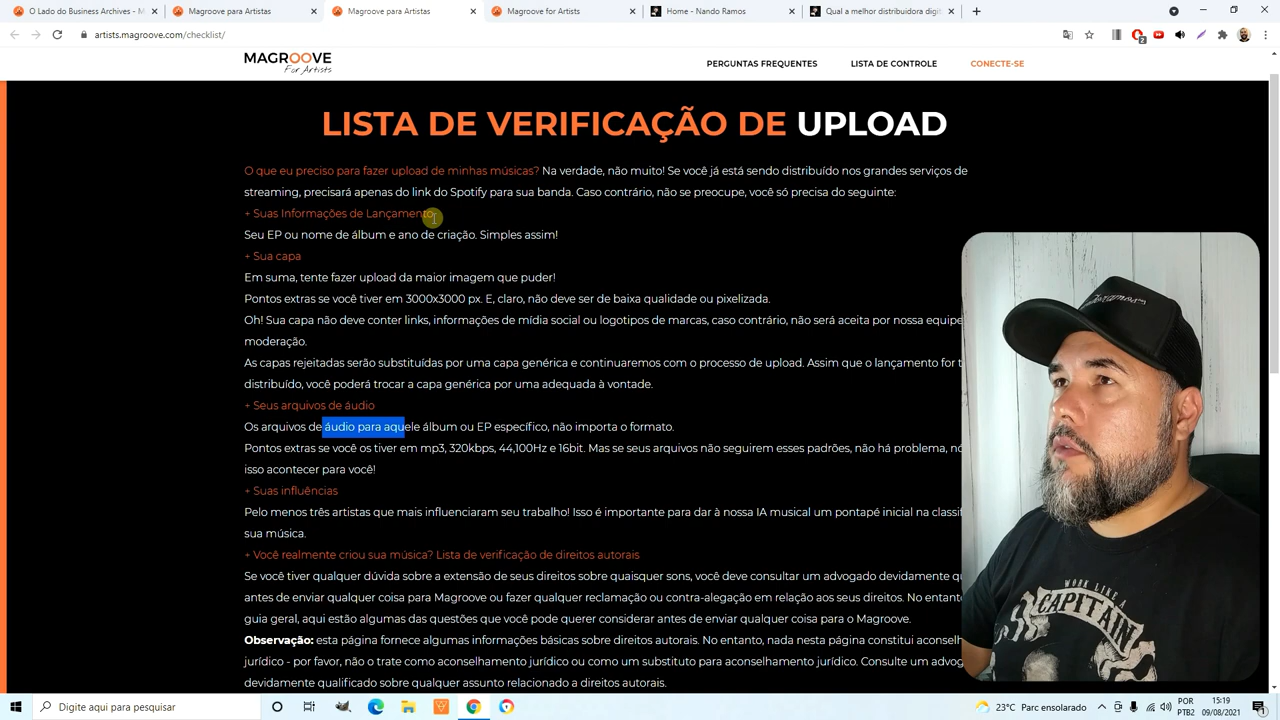 O Lado do Business Archives - M
Magroove para Artistas
Magroove para Artistas
Magroove for Artists
Home - Nando Ramos
Qual a melhor distribuidora digit
artists.magroove.com/checklist/
2
MAGROOVE
For Artists
PERGUNTAS FREQUENTES
LISTA DE CONTROLE
CONECTE-SE
LISTA DE VERIFICAÇÃO DE UPLOAD
O que eu preciso para fazer upload de minhas músicas? Na verdade, não muito! Se você já está sendo distribuído nos grandes serviços de
streaming, precisará apenas do link do Spotify para sua banda. Caso contrário, não se preocupe, você só precisa do seguinte:
+ Suas Informações de Lançamento
Seu EP ou nome de álbum e ano de criação. Simples assim!
+ Sua capa
Em suma, tente fazer upload da maior imagem que puder!
Pontos extras se você tiver em 3000x3000 px. E, claro, não deve ser de baixa qualidade ou pixelizada.
Oh! Sua capa não deve conter links, informações de mídia social ou logotipos de marcas, caso contrário, não será aceita por nossa equipe
moderação.
As capas rejeitadas serão substituídas por uma capa genérica e continuaremos com o processo de upload. Assim que o lançamento for t
distribuído, você poderá trocar a capa genérica por uma adequada à vontade.
+ Seus arquivos de áudio
Os arquivos de áudio para aquele álbum ou EP específico, não importa o formato.
Pontos extras se você os tiver em mp3, 320kbps, 44,100Hz e 16bit. Mas se seus arquivos não seguirem esses padrões, não há problema, nó
isso acontecer para você!
+ Suas influências
Pelo menos três artistas que mais influenciaram seu trabalho! Isso é importante para dar à nossa IA musical um pontapé inicial na classif
sua música.
+ Você realmente criou sua música? Lista de verificação de direitos autorais
Se você tiver qualquer dúvida sobre a extensão de seus direitos sobre quaisquer sons, você deve consultar um advogado devidamente qu
antes de enviar qualquer coisa para o Magroove ou fazer qualquer reclamação ou contra-alegação em relação aos seus direitos. No entant
guia geral, aqui estão algumas das questões que você pode querer considerar antes de enviar qualquer coisa para o Magroove.
Observação: esta página fornece algumas informações básicas sobre direitos autorais. No entanto, nada nesta página constitui aconselh
jurídico - por favor, não o trate como aconselhamento jurídico ou como um substituto para aconselhamento jurídico. Consulte um advog
devidamente qualificado sobre qualquer assunto relacionado a direitos autorais.
WORK LIKE A
CAPITAIN
Digite aqui para pesquisar
23°C Parc ensolarado
POR
PTB2
15:19
09/08/2021
1